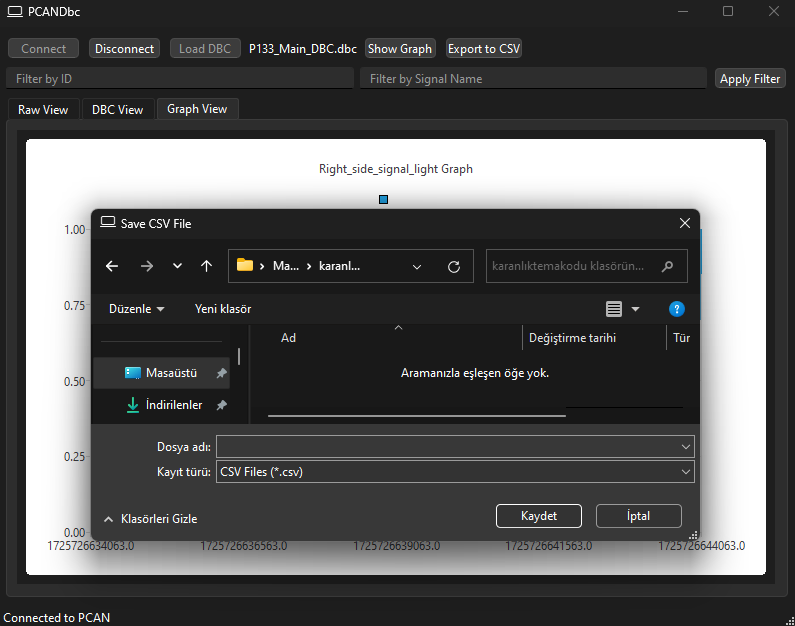 PCANDbc
Connect Disconnect Load DBC P133_Main_DBC.dbc Show Graph Export to CSV
Filter by ID Filter by Signal Name Apply Filter
Raw View DBC View Graph View
Right_side_signal_light Graph
1.00
0.75
0.50
0.25
0.00
1725726634063.0 1725726636563.0 1725726639063.0 1725726641563.0 1725726644063.0
Save CSV File
Ma... karanl... karanlıktemakodu klasörün...
Düzenle Yeni klasör
Ad Değiştirme tarihi Tür
Masaüstü
Aramanızla eşleşen öğe yok.
İndirilenler
Dosya adı:
Kayıt türü: CSV Files (*.csv)
Klasörleri Gizle Kaydet İptal
Connected to PCAN